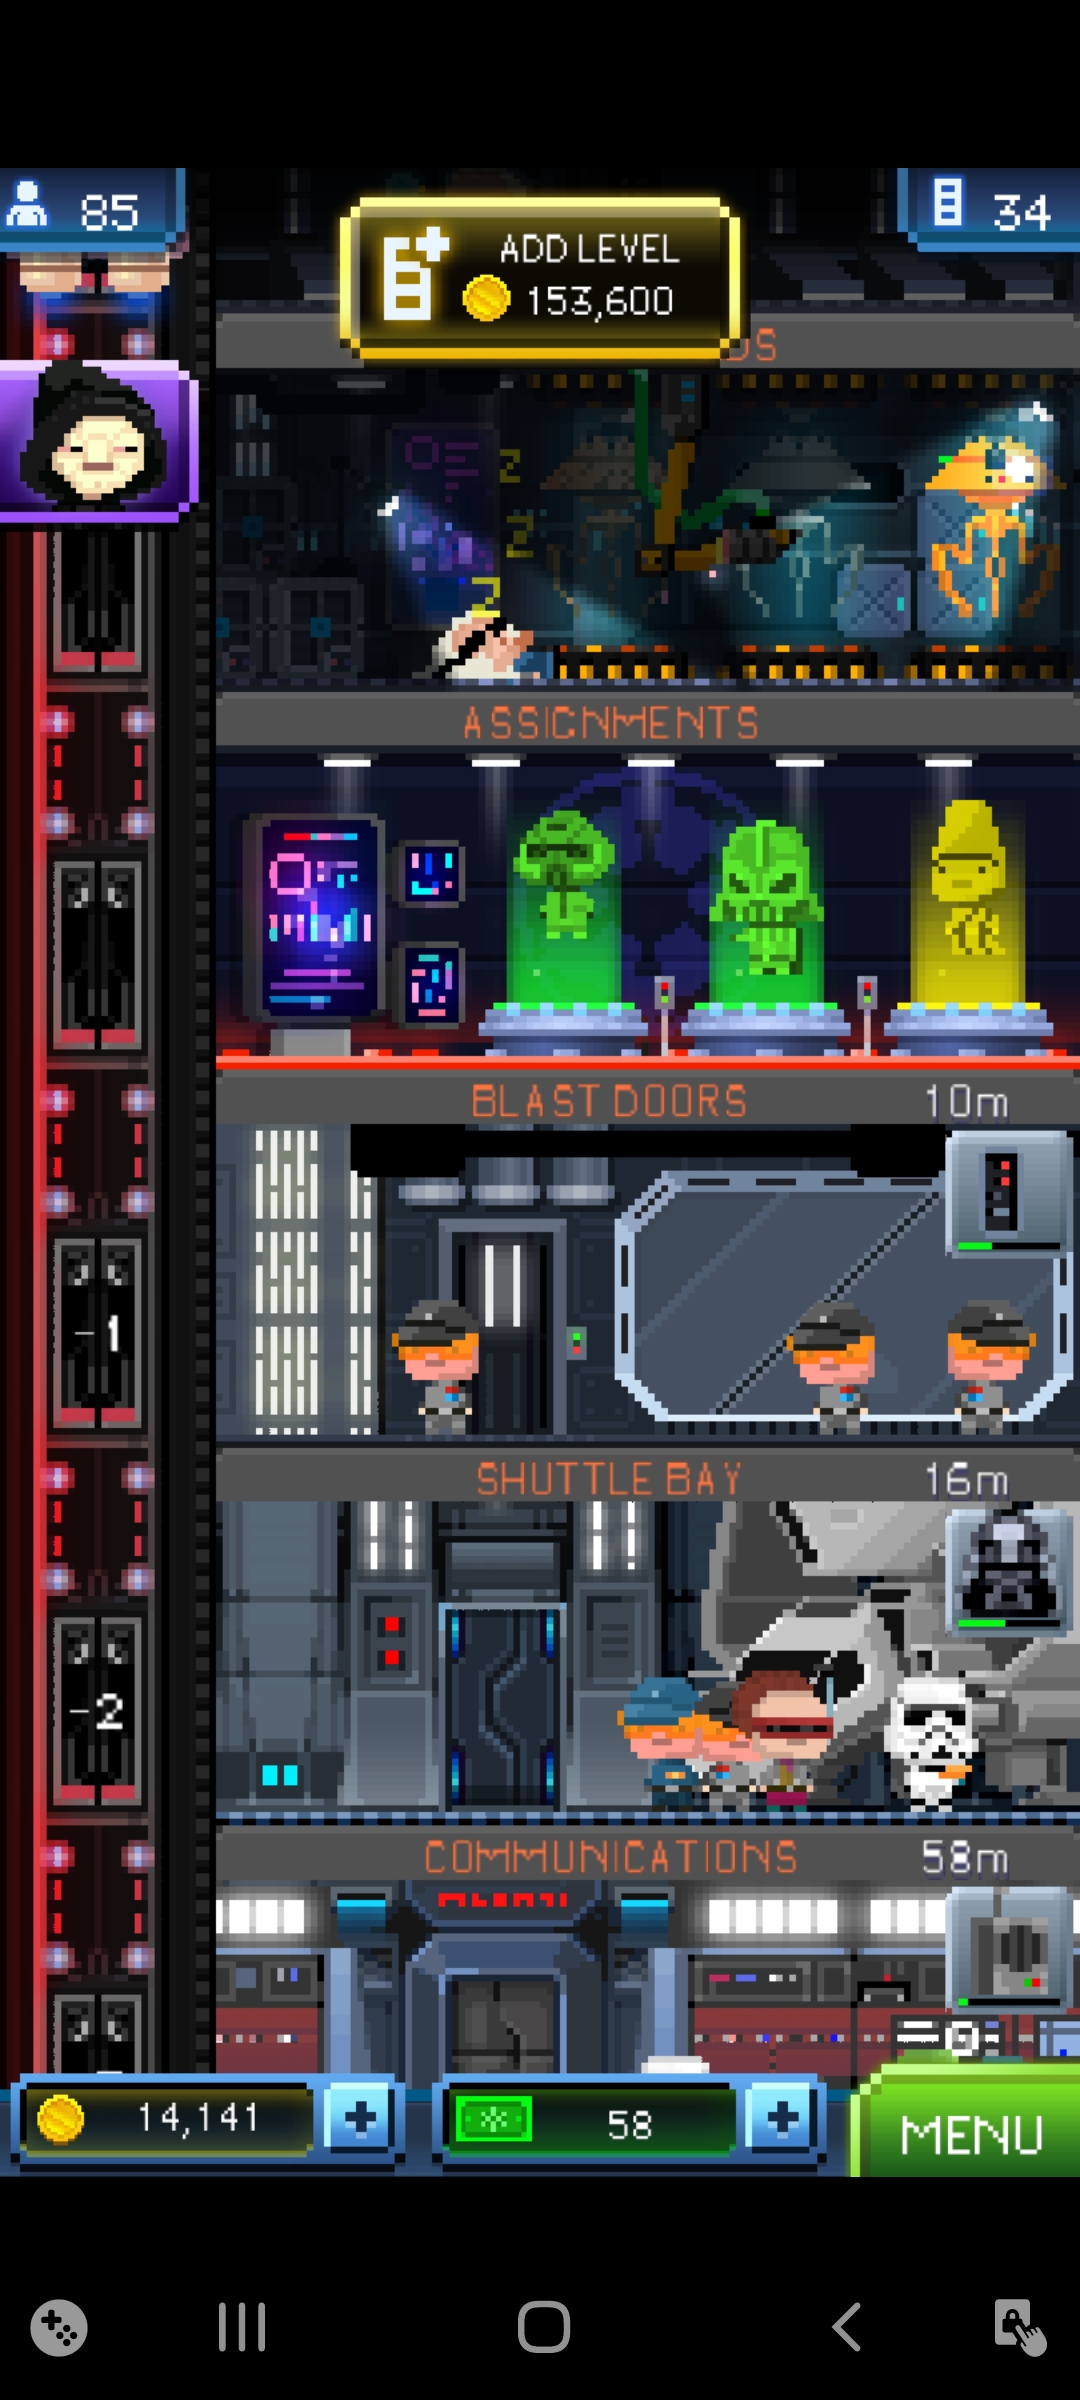 85
ADD LEVEL
153,600
34
DS
Z
Z
Z
ASSIGNMENTS
BLAST DOORS 10m
-1
SHUTTLE BAY 16m
-2
COMMUNICATIONS 58m
14,141
58
MENU